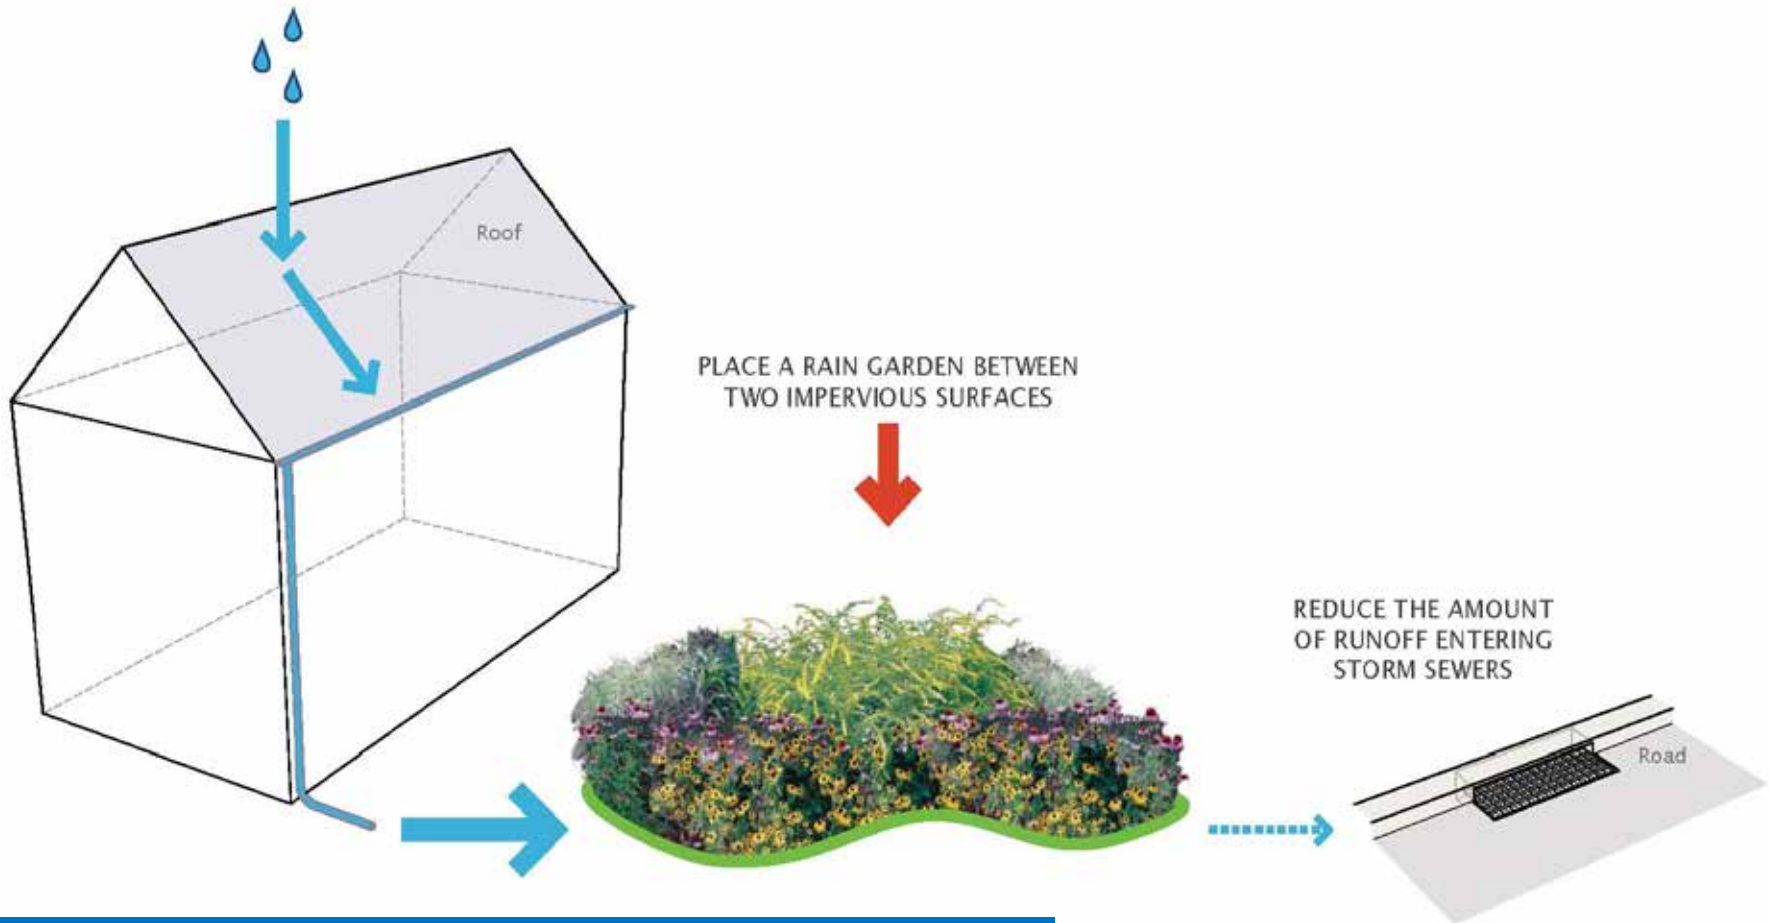 Roof
PLACE A RAIN GARDEN BETWEEN
TWO IMPERVIOUS SURFACES
REDUCE THE AMOUNT
OF RUNOFF ENTERING
STORM SEWERS
Road